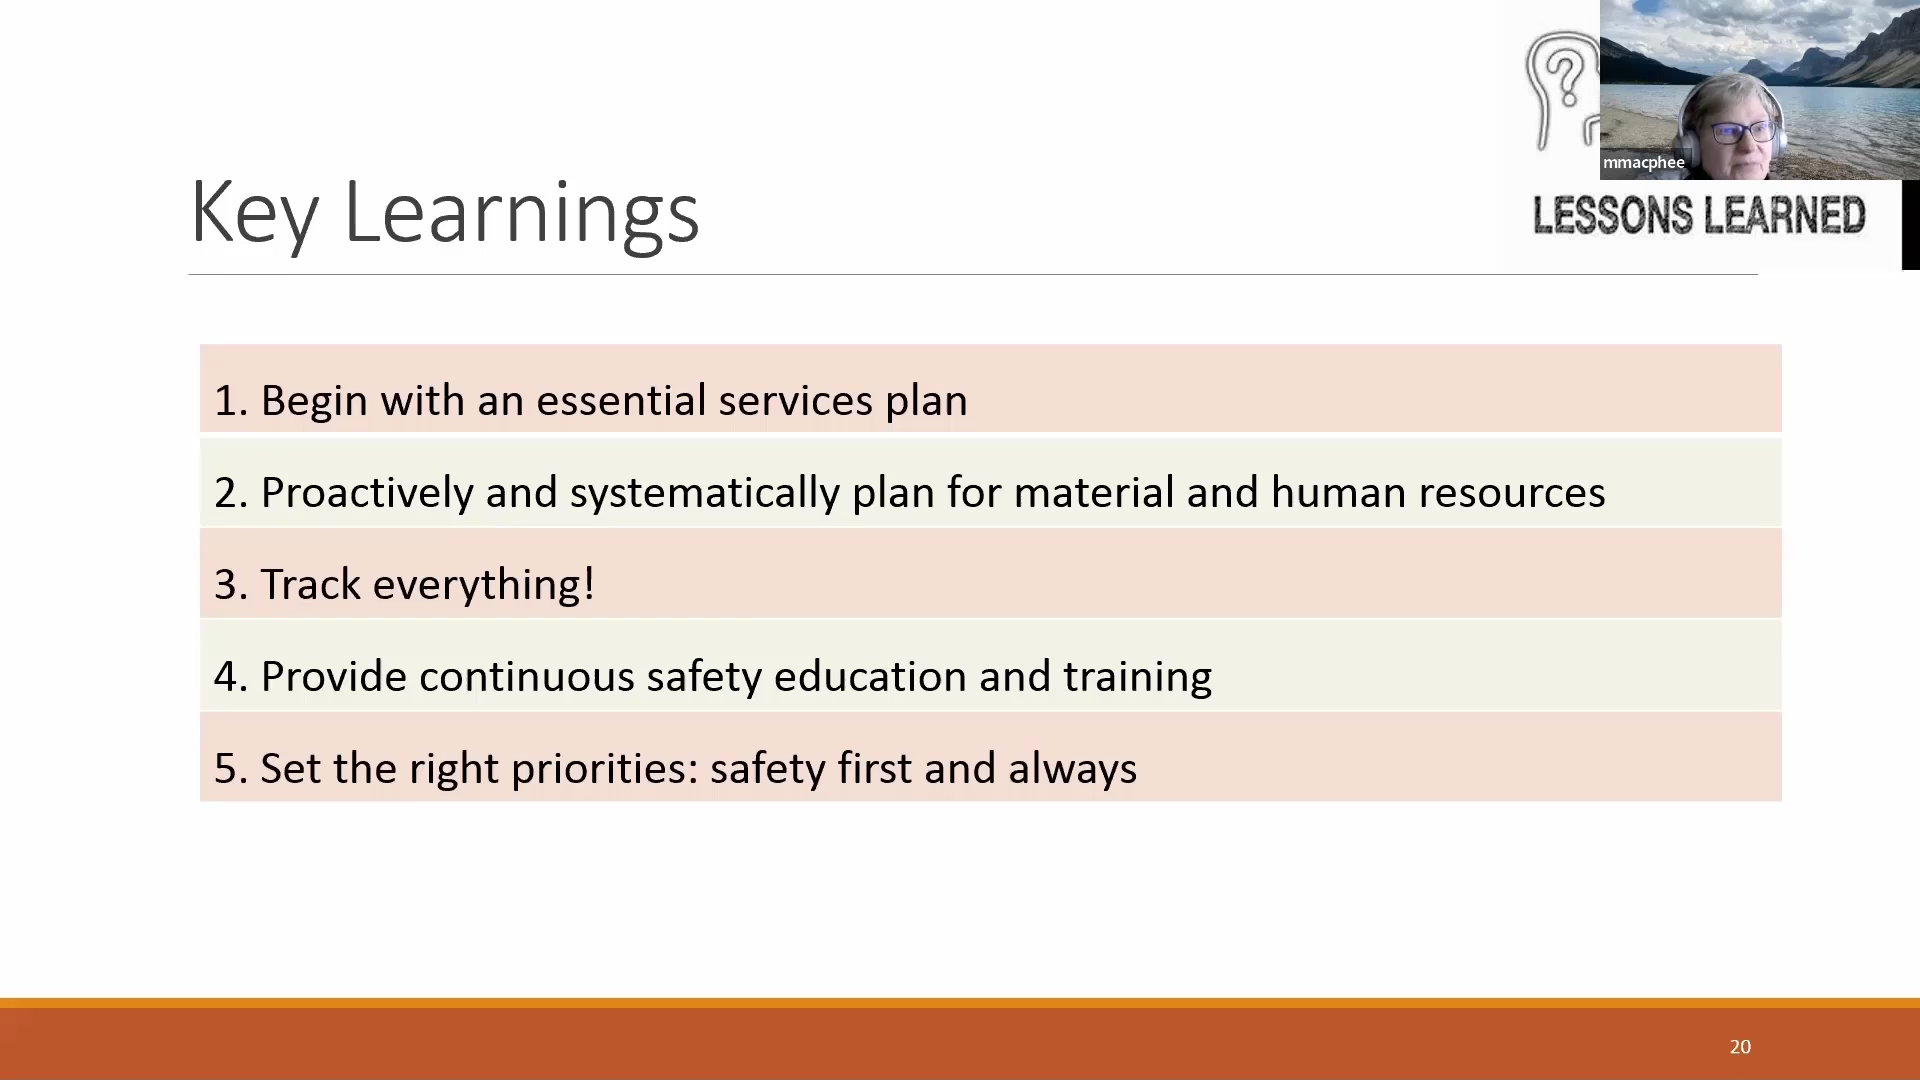 mmacphee
LESSONS LEARNED
Key Learnings
1. Begin with an essential services plan
2. Proactively and systematically plan for material and human resources
3. Track everything!
4. Provide continuous safety education and training
5. Set the right priorities: safety first and always
20